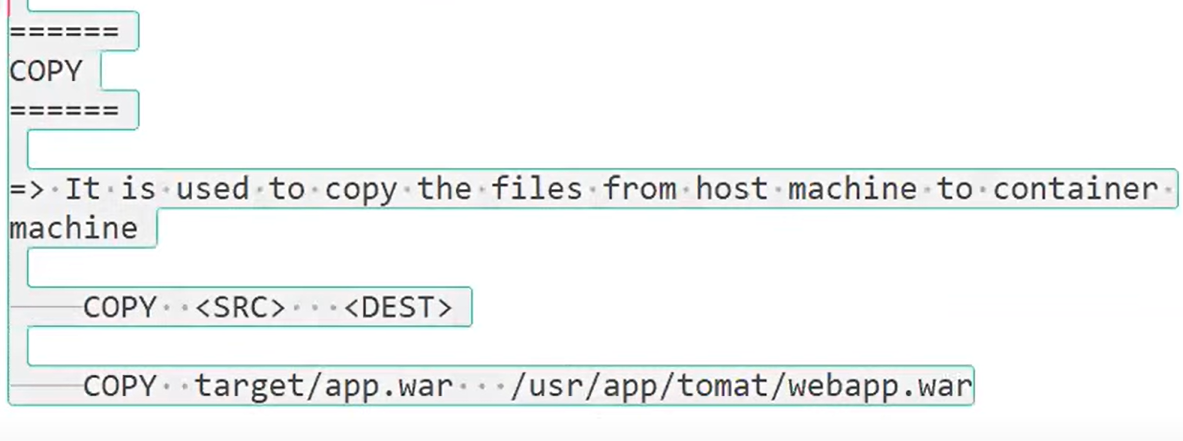 ======
COPY
======
=> It is used to copy the files from host machine to container
machine
COPY  <SRC>   <DEST>
COPY  target/app.war   /usr/app/tomat/webapp.war